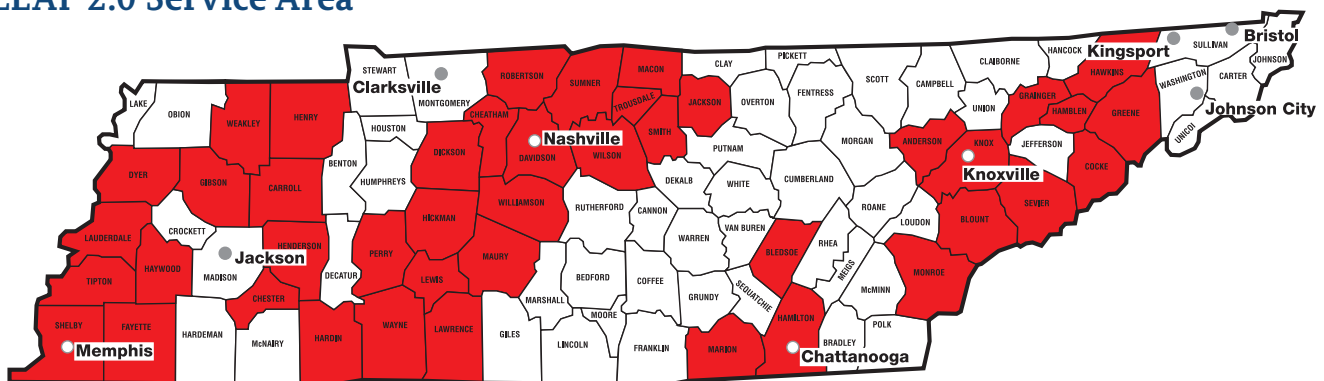 2.0 Service Area
STEWART
Clarksville
MONTGOMERY
ROBERTSON
SUMNER
MACON
CLAY
PICKETT
SCOTT
CAMPBELL
CLAIBORNE
HANCOCK
Kingsport
HAWKINS
SULLIVAN
Bristol
JOHNSON
CARTER
WASHINGTON
Johnson City
UNICOI
LAKE
OBION
WEAKLEY
HENRY
HOUSTON
CHEATHAM
TROUSDALE
JACKSON
OVERTON
FENTRESS
UNION
GRAINGER
HAMBLEN
GREENE
DYER
GIBSON
CARROLL
BENTON
HUMPHREYS
DICKSON
Nashville
DAVIDSON
WILSON
SMITH
PUTNAM
MORGAN
ANDERSON
KNOX
Knoxville
JEFFERSON
COCKE
SEVIER
LAUDERDALE
CROCKETT
HAYWOOD
Jackson
MADISON
HENDERSON
DECATUR
PERRY
HICKMAN
WILLIAMSON
RUTHERFORD
CANNON
DEKALB
WHITE
CUMBERLAND
ROANE
LOUDON
BLOUNT
TIPTON
CHESTER
LEWIS
MAURY
BEDFORD
COFFEE
WARREN
VAN BUREN
BLEDSOE
RHEA
MEIGS
McMINN
MONROE
SHELBY
Memphis
FAYETTE
HARDEMAN
McNAIRY
HARDIN
WAYNE
LAWRENCE
GILES
MARSHALL
MOORE
LINCOLN
FRANKLIN
GRUNDY
SEQUATCHIE
MARION
HAMILTON
Chattanooga
BRADLEY
POLK